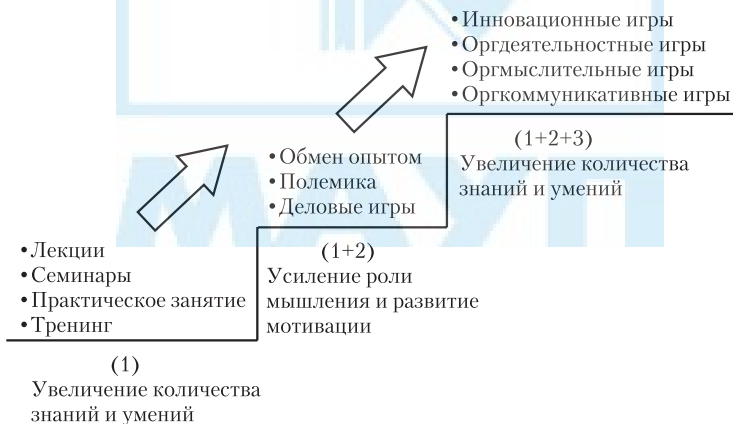 • Инновационные игры
• Оргдеятельностные игры
• Оргмыслительные игры
• Оргкоммуникативные игры
(1+2+3)
Увеличение количества
знаний и умений
• Обмен опытом
• Полемика
• Деловые игры
(1+2)
Усиление роли
мышления и развитие
мотивации
• Лекции
• Семинары
• Практическое занятие
• Тренинг
(1)
Увеличение количества
знаний и умений
МАУП